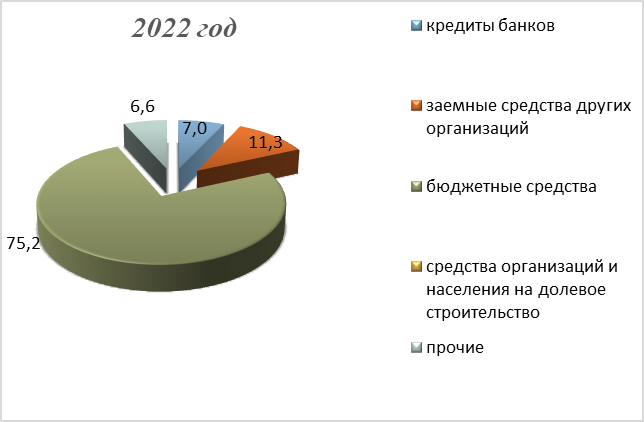 2022 год
6,6
7,0
11,3
75,2
кредиты банков
заемные средства других
организаций
бюджетные средства
средства организаций и
населения на долевое
строительство
прочие